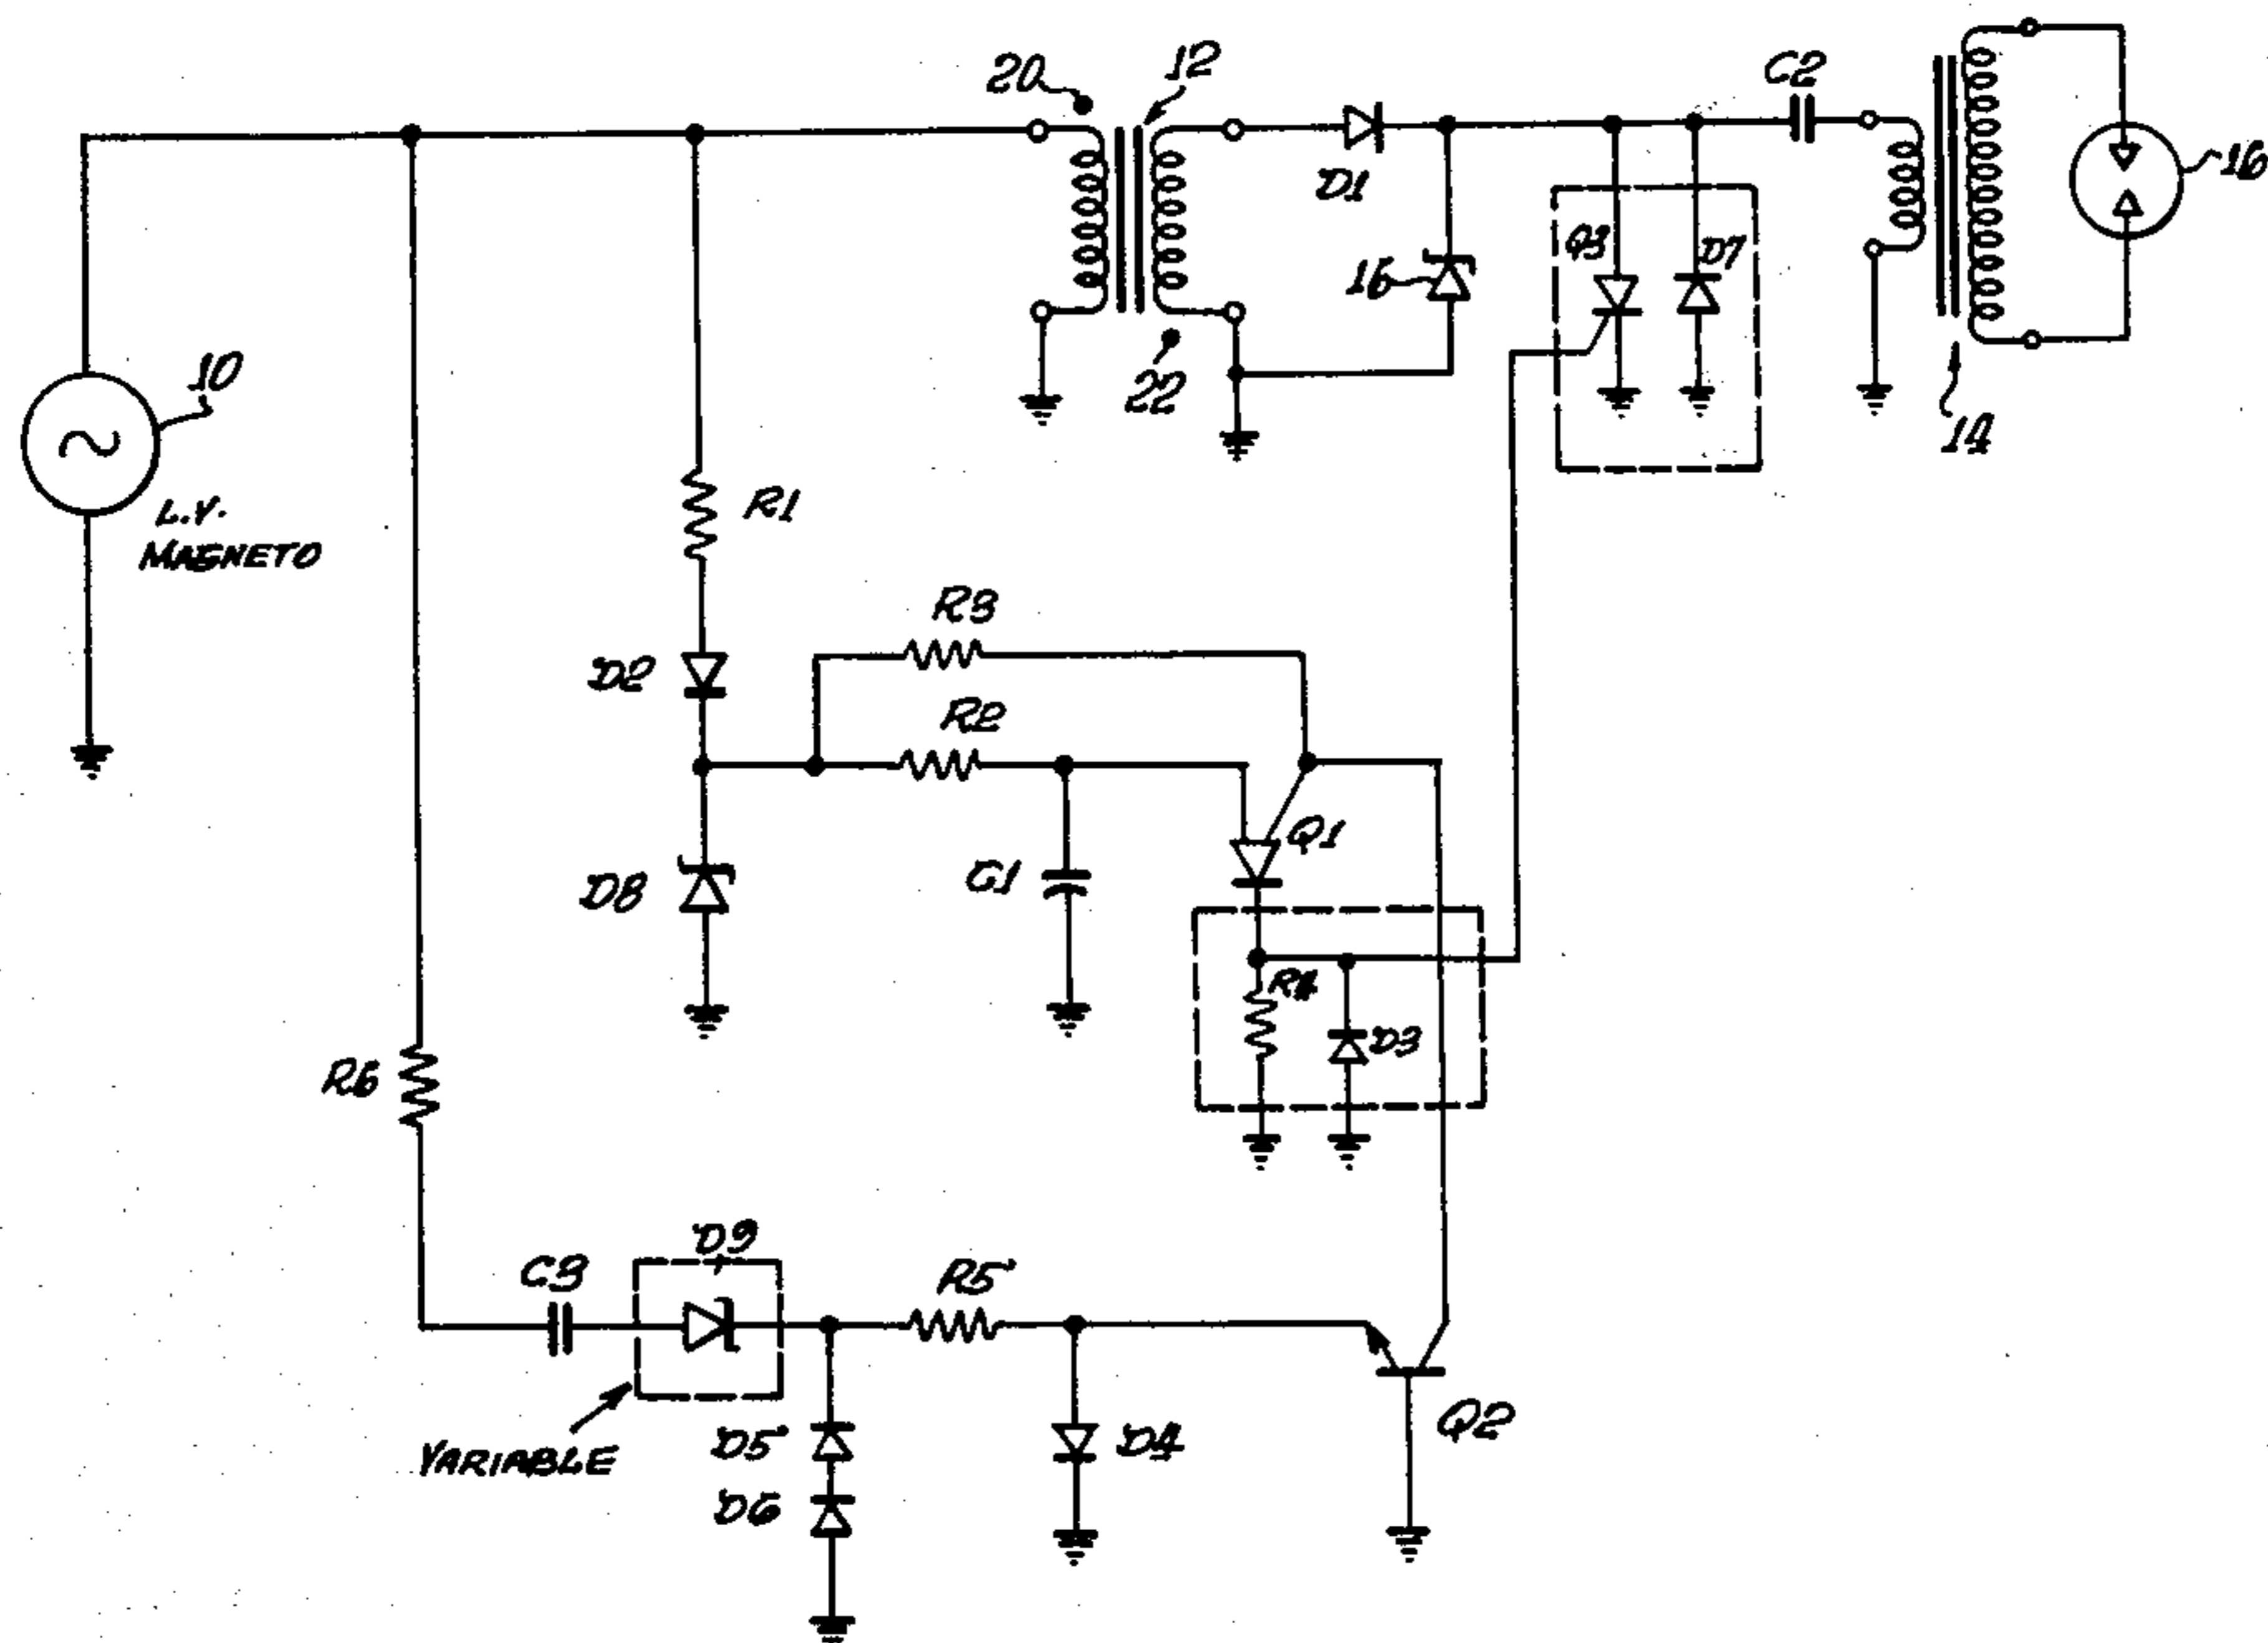 20
12
C2
16
D1
Q3
D7
16
10
22
14
L.V.
MAGNETO
R1
R3
D2
R2
Q1
D8
C1
R4
D3
R6
D9
C3
R5
VARIABLE
D5
D4
Q2
D6